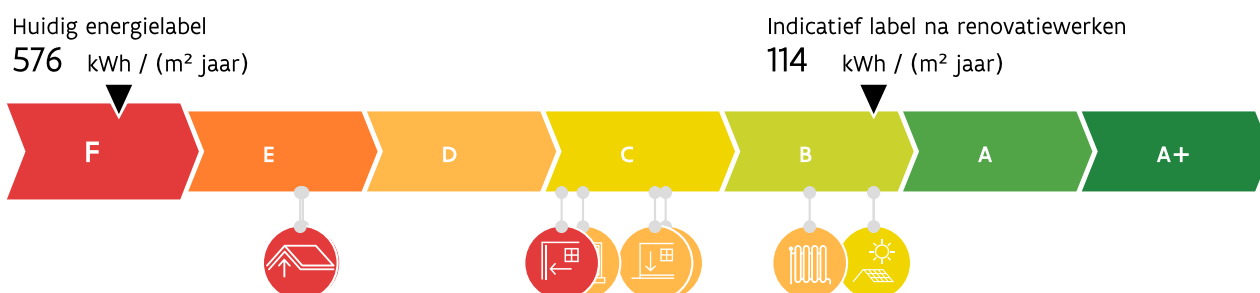 Huidig energielabel
576 kWh / (m² jaar)
Indicatief label na renovatiewerken
114 kWh / (m² jaar)
F E D C B A A+